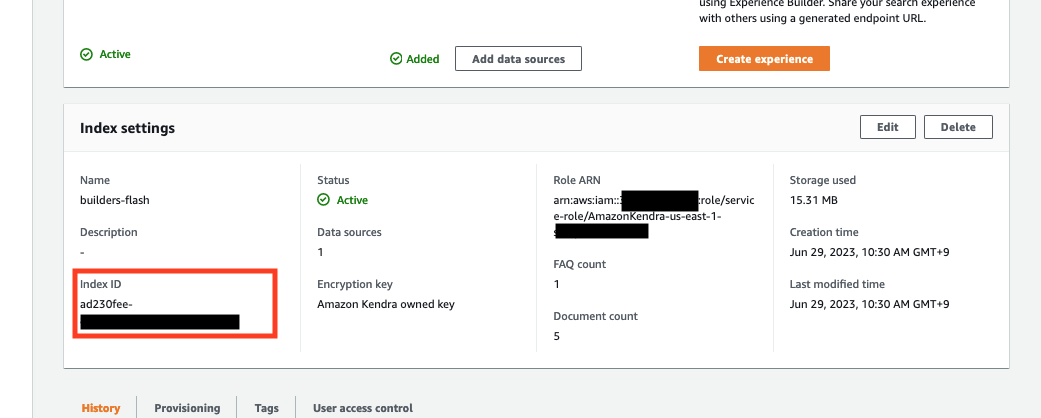 using Experience Builder. Share your search experience
with others using a generated endpoint URL.
Active
Added
Add data sources
Create experience
Index settings
Edit
Delete
Name
builders-flash
Description
-
Index ID
ad230fee-
Status
Active
Data sources
1
Encryption key
Amazon Kendra owned key
Role ARN
arn:aws:iam:: :role/servic
e-role/AmazonKendra-us-east-1-
FAQ count
1
Document count
5
Storage used
15.31 MB
Creation time
Jun 29, 2023, 10:30 AM GMT+9
Last modified time
Jun 29, 2023, 10:30 AM GMT+9
History
Provisioning
Tags
User access control